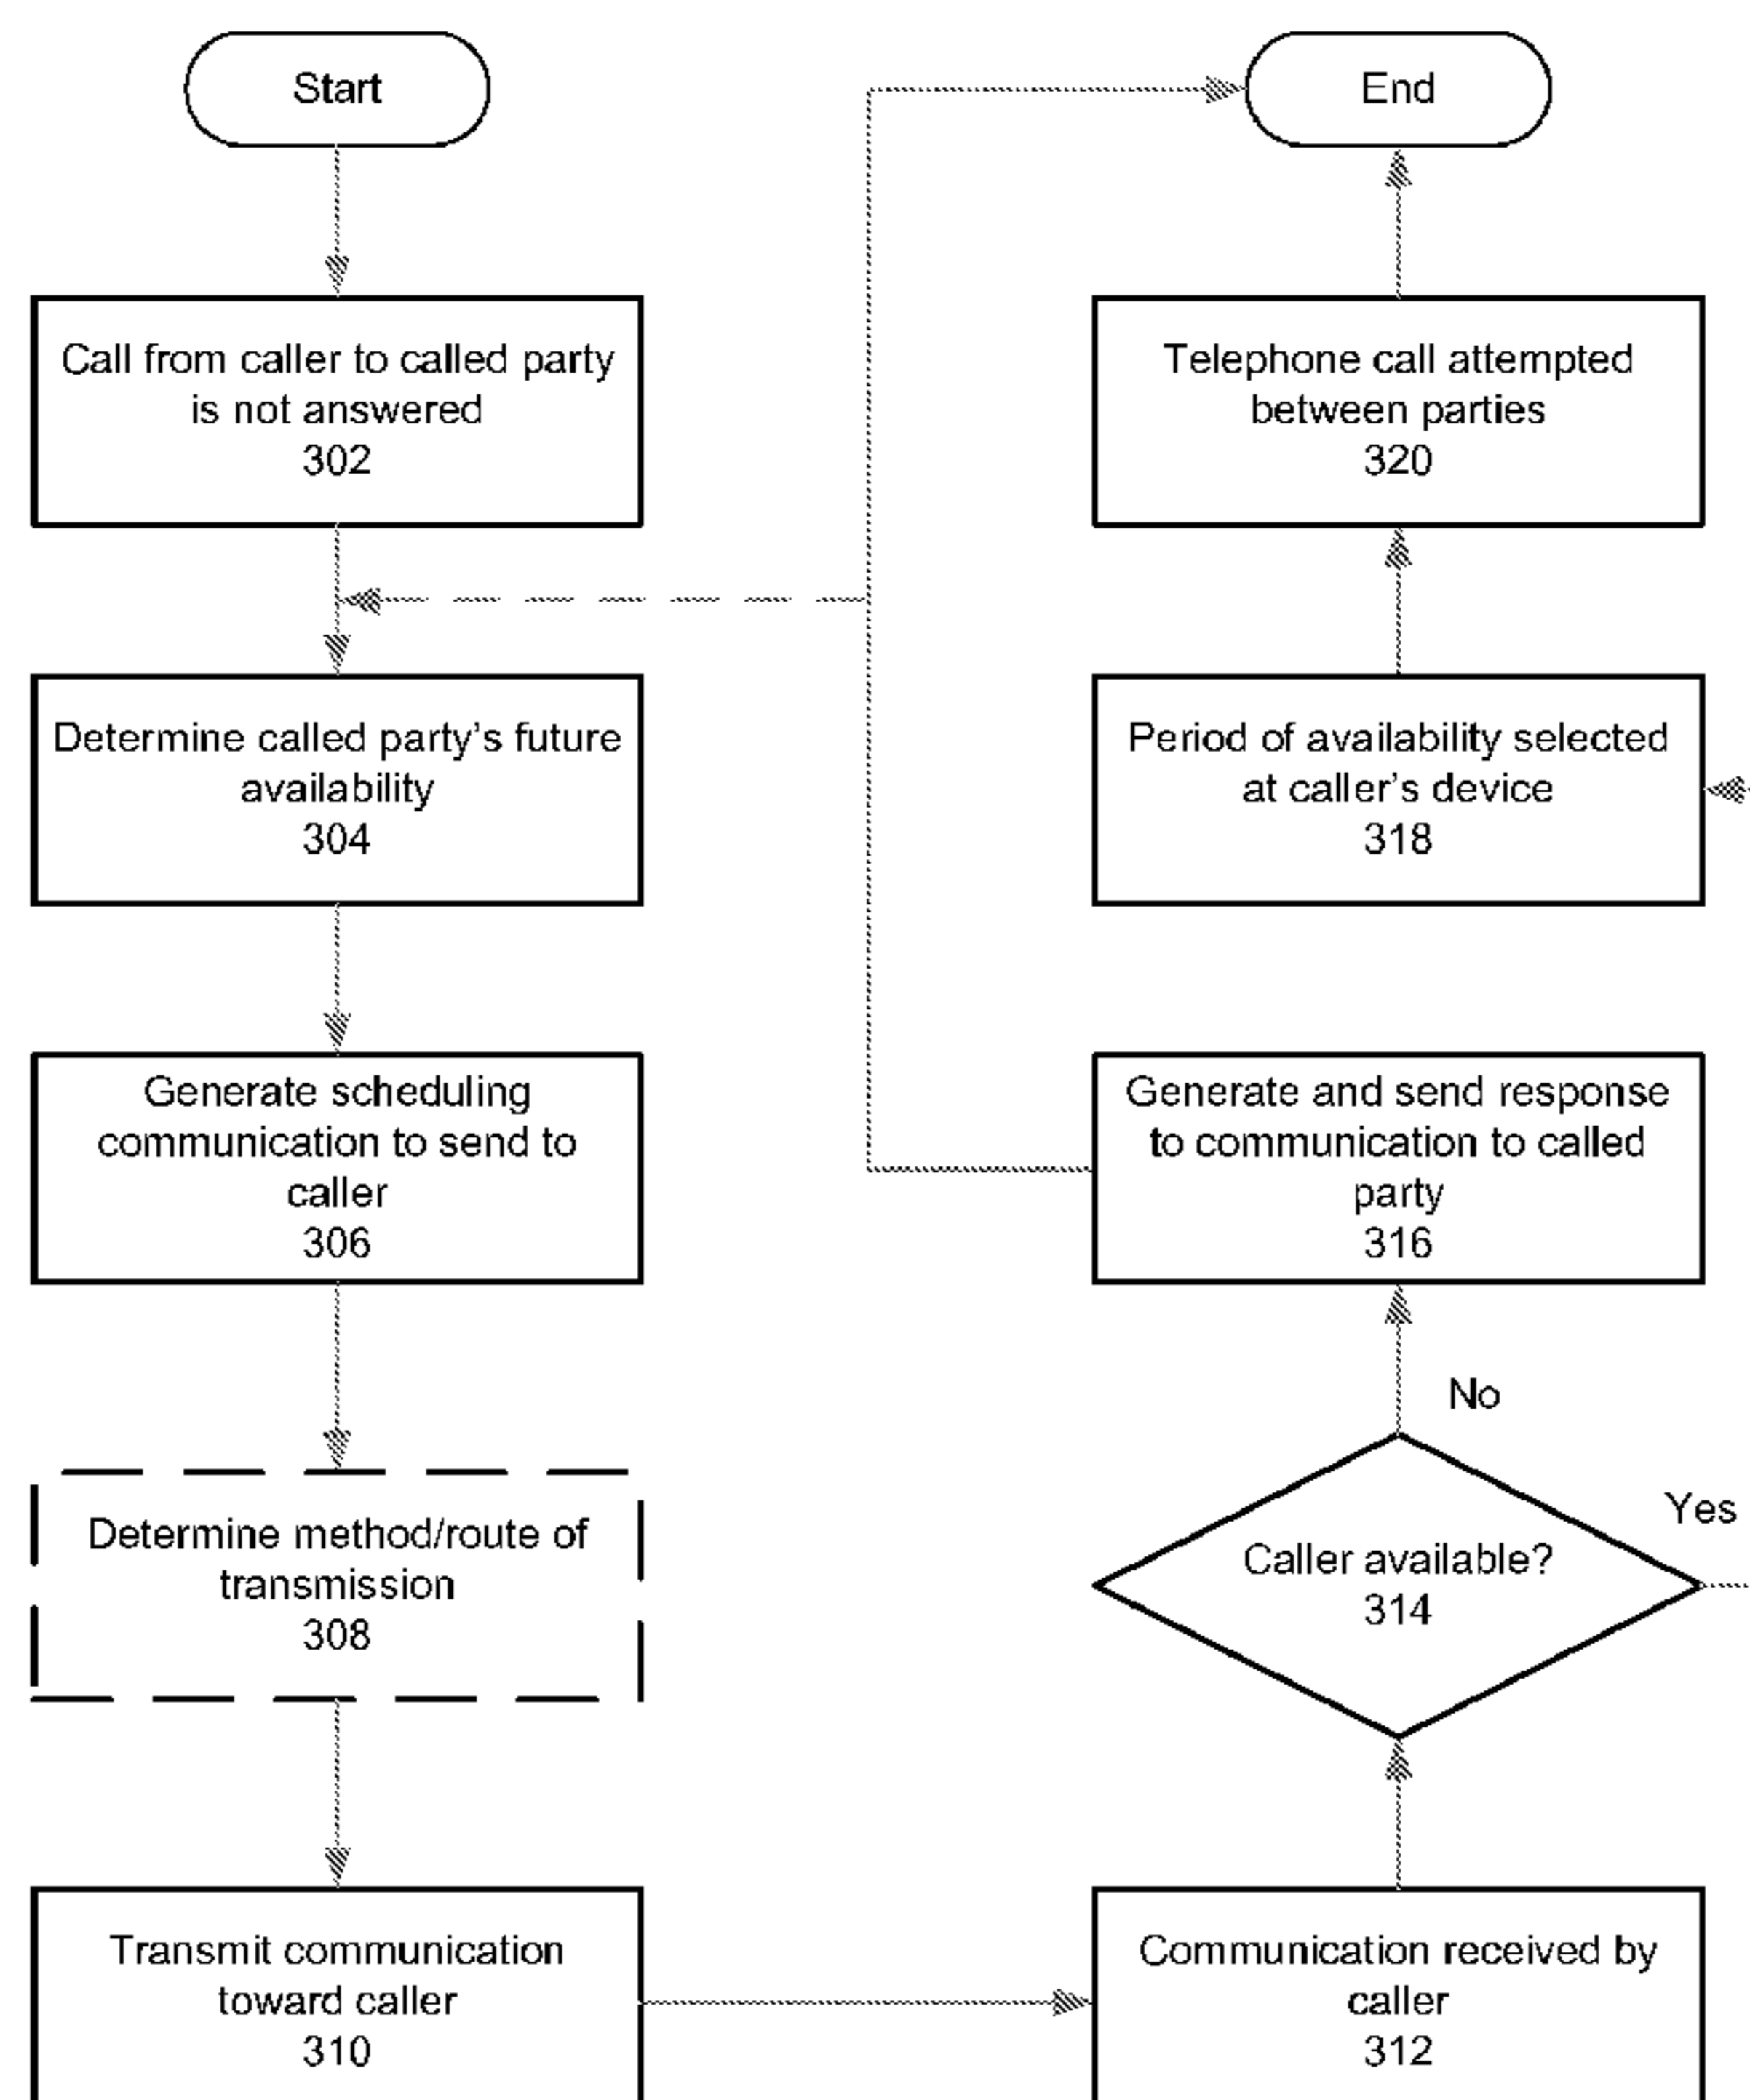 Start
Call from caller to called party
is not answered
302
Determine called party's future
availability
304
Generate scheduling
communication to send to
caller
306
Determine method/route of
transmission
308
Transmit communication
toward caller
310
End
Telephone call attempted
between parties
320
Period of availability selected
at caller's device
318
Generate and send response
to communication to called
party
316
No
Yes
Caller available?
314
Communication received by
caller
312